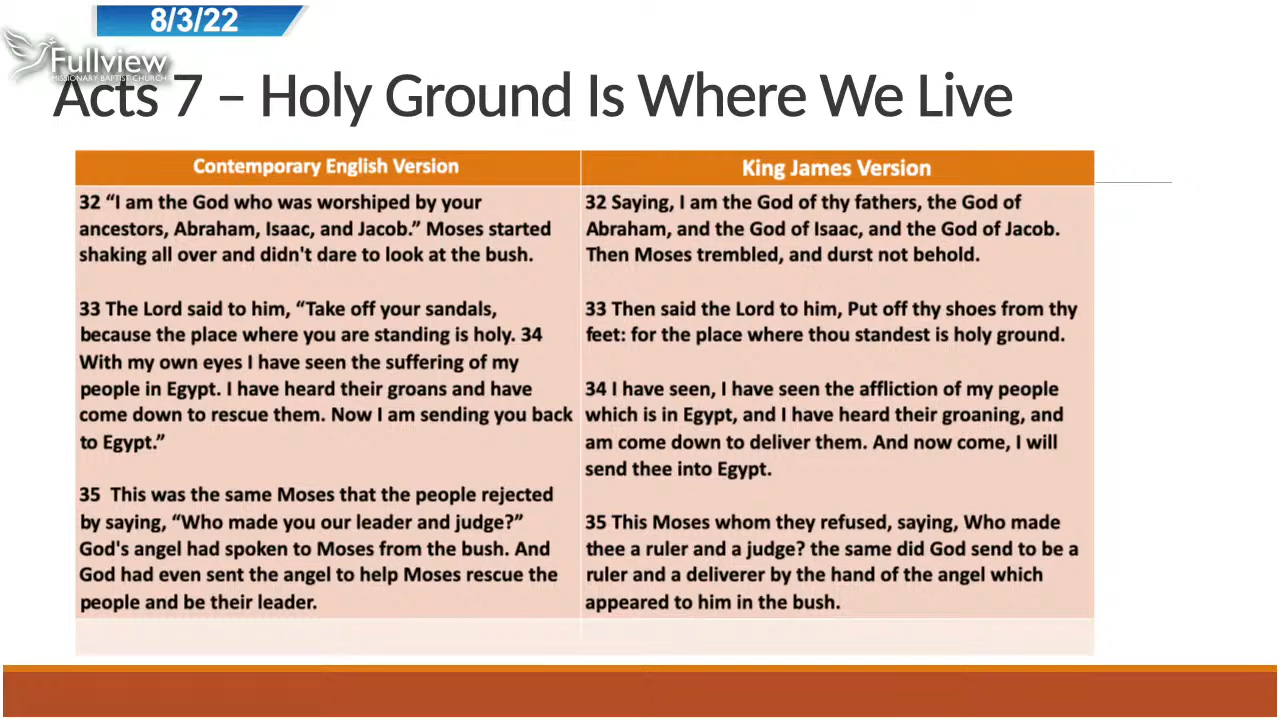 8/3/22
Fullview
MISSIONARY BAPTIST CHURCH
Acts 7 – Holy Ground Is Where We Live
Contemporary English Version
32 “I am the God who was worshiped by your
ancestors, Abraham, Isaac, and Jacob.” Moses started
shaking all over and didn't dare to look at the bush.
33 The Lord said to him, “Take off your sandals,
because the place where you are standing is holy. 34
With my own eyes I have seen the suffering of my
people in Egypt. I have heard their groans and have
come down to rescue them. Now I am sending you back
to Egypt.”
35 This was the same Moses that the people rejected
by saying, “Who made you our leader and judge?”
God's angel had spoken to Moses from the bush. And
God had even sent the angel to help Moses rescue the
people and be their leader.
King James Version
32 Saying, I am the God of thy fathers, the God of
Abraham, and the God of Isaac, and the God of Jacob.
Then Moses trembled, and durst not behold.
33 Then said the Lord to him, Put off thy shoes from thy
feet: for the place where thou standest is holy ground.
34 I have seen, I have seen the affliction of my people
which is in Egypt, and I have heard their groaning, and
am come down to deliver them. And now come, I will
send thee into Egypt.
35 This Moses whom they refused, saying, Who made
thee a ruler and a judge? the same did God send to be a
ruler and a deliverer by the hand of the angel which
appeared to him in the bush.